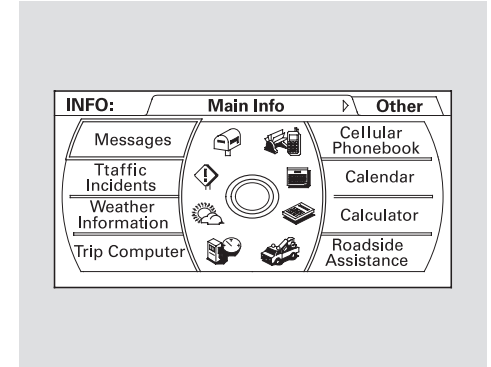 INFO: Main Info Other
Messages
Ttaffic
Incidents
Weather
Information
Trip Computer
Cellular
Phonebook
Calendar
Calculator
Roadside
Assistance